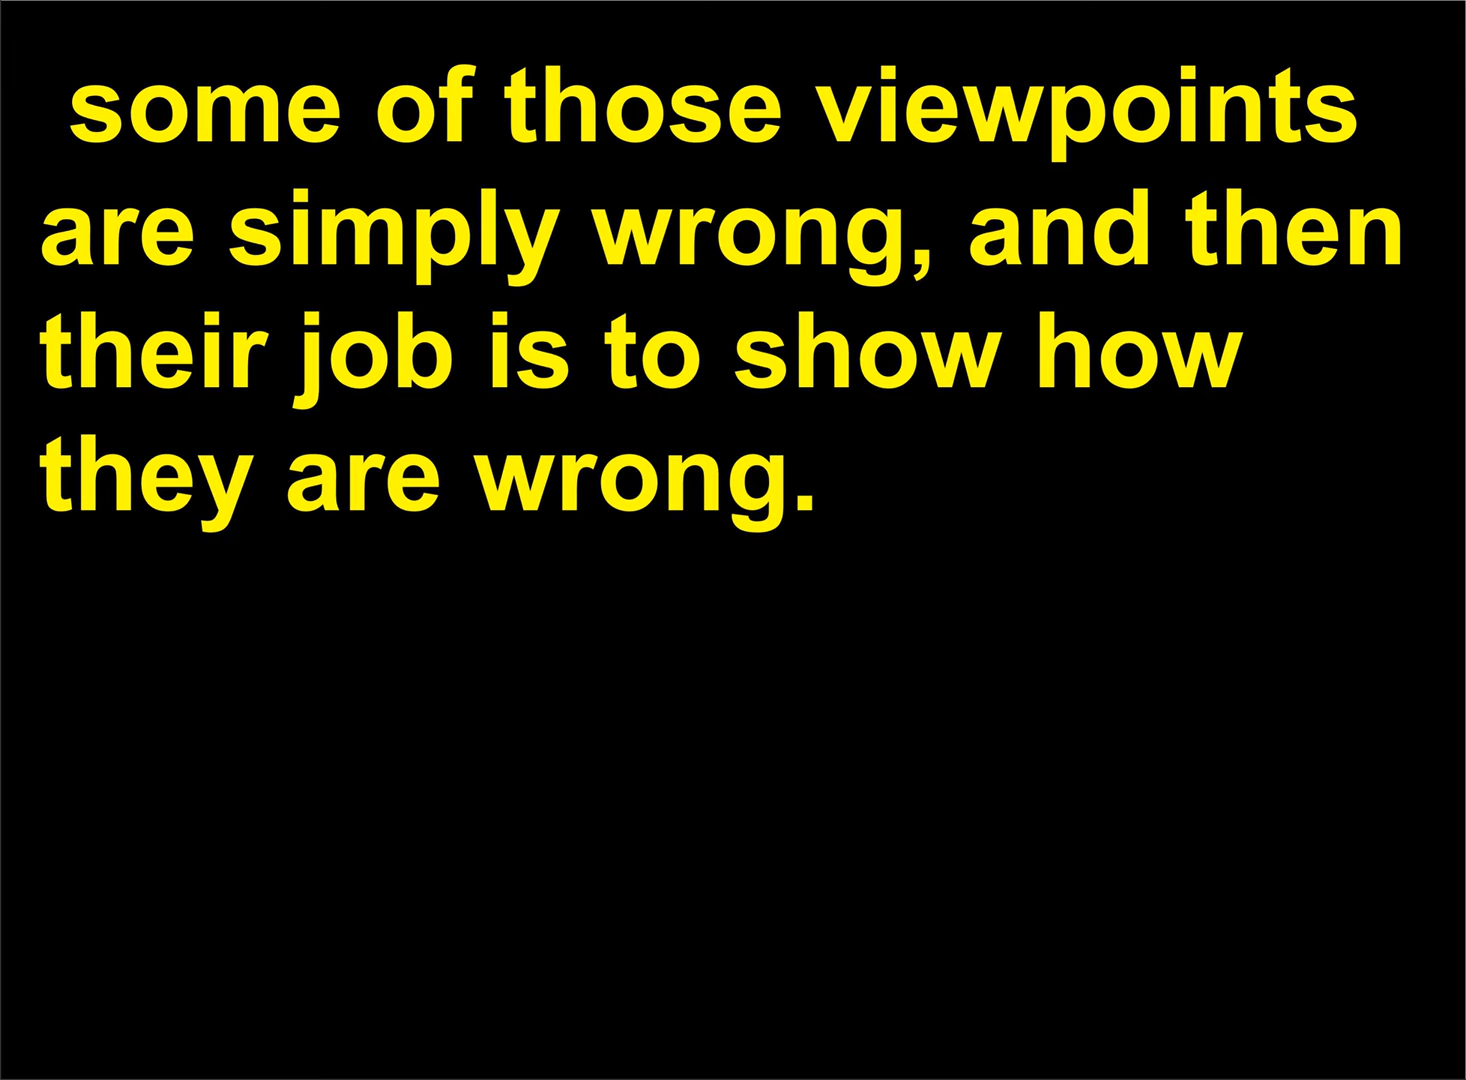 some of those viewpoints
are simply wrong, and then
their job is to show how
they are wrong.